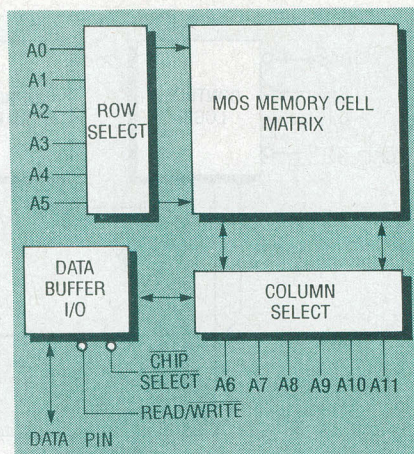 A0
A1
A2
A3
A4
A5
ROW
SELECT
MOS MEMORY CELL
MATRIX
DATA
BUFFER
I/O
COLUMN
SELECT
CHIP
SELECT
A6 A7 A8 A9 A10 A11
READ/WRITE
DATA PIN